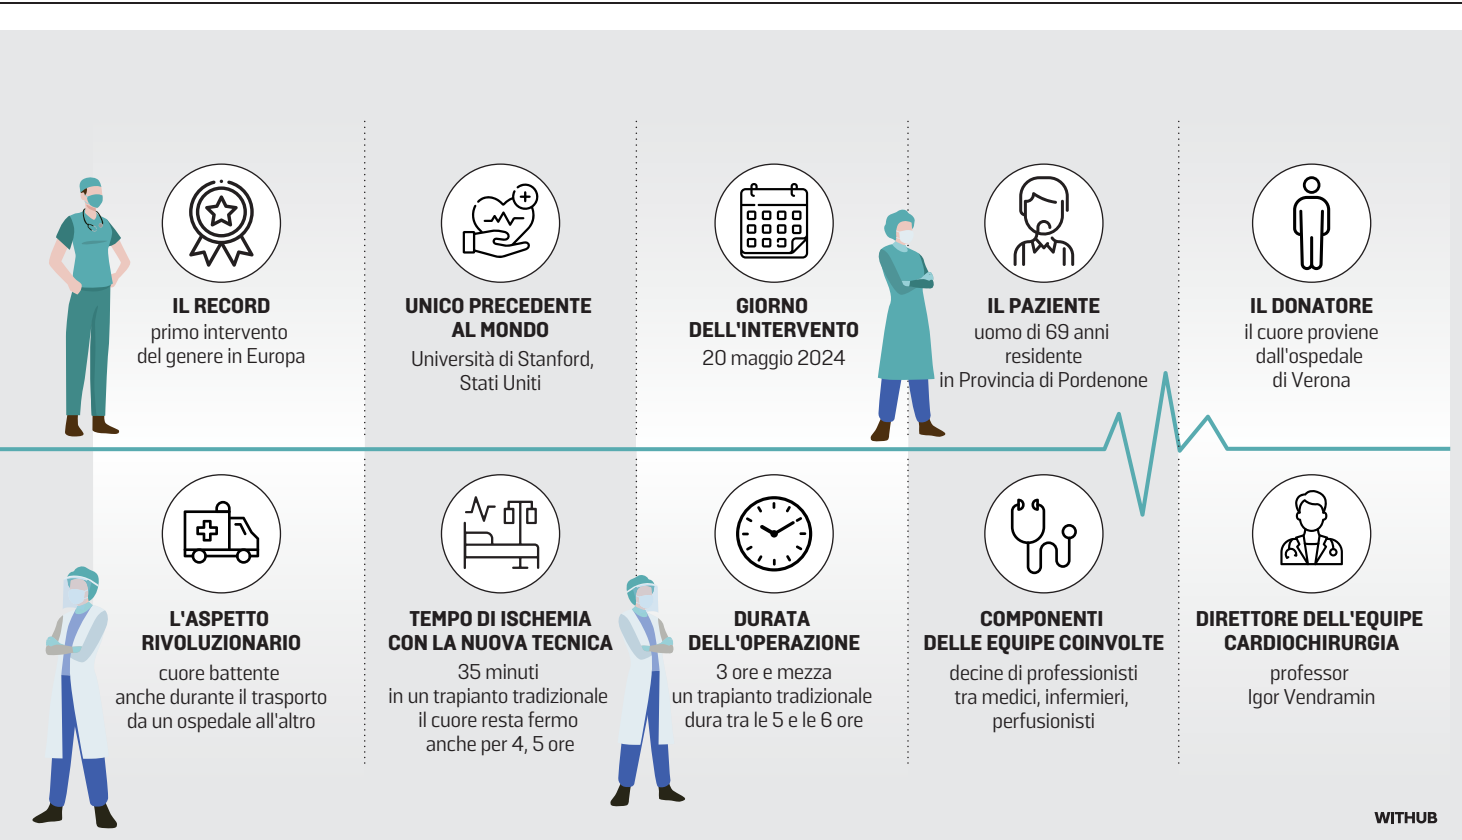 IL RECORD
primo intervento
del genere in Europa
UNICO PRECEDENTE
AL MONDO
Università di Stanford,
Stati Uniti
GIORNO
DELL'INTERVENTO
20 maggio 2024
IL PAZIENTE
uomo di 69 anni
residente
in Provincia di Pordenone
IL DONATORE
il cuore proviene
dall'ospedale
di Verona
L'ASPETTO
RIVOLUZIONARIO
cuore battente
anche durante il trasporto
da un ospedale all'altro
TEMPO DI ISCHEMIA
CON LA NUOVA TECNICA
35 minuti
in un trapianto tradizionale
il cuore resta fermo
anche per 4, 5 ore
DURATA
DELL'OPERAZIONE
3 ore e mezza
un trapianto tradizionale
dura tra le 5 e le 6 ore
COMPONENTI
DELLE EQUIPE COINVOLTE
decine di professionisti
tra medici, infermieri,
perfusionisti
DIRETTORE DELL'EQUIPE
CARDIOCHIRURGIA
professor
Igor Vendramin
WITHUB